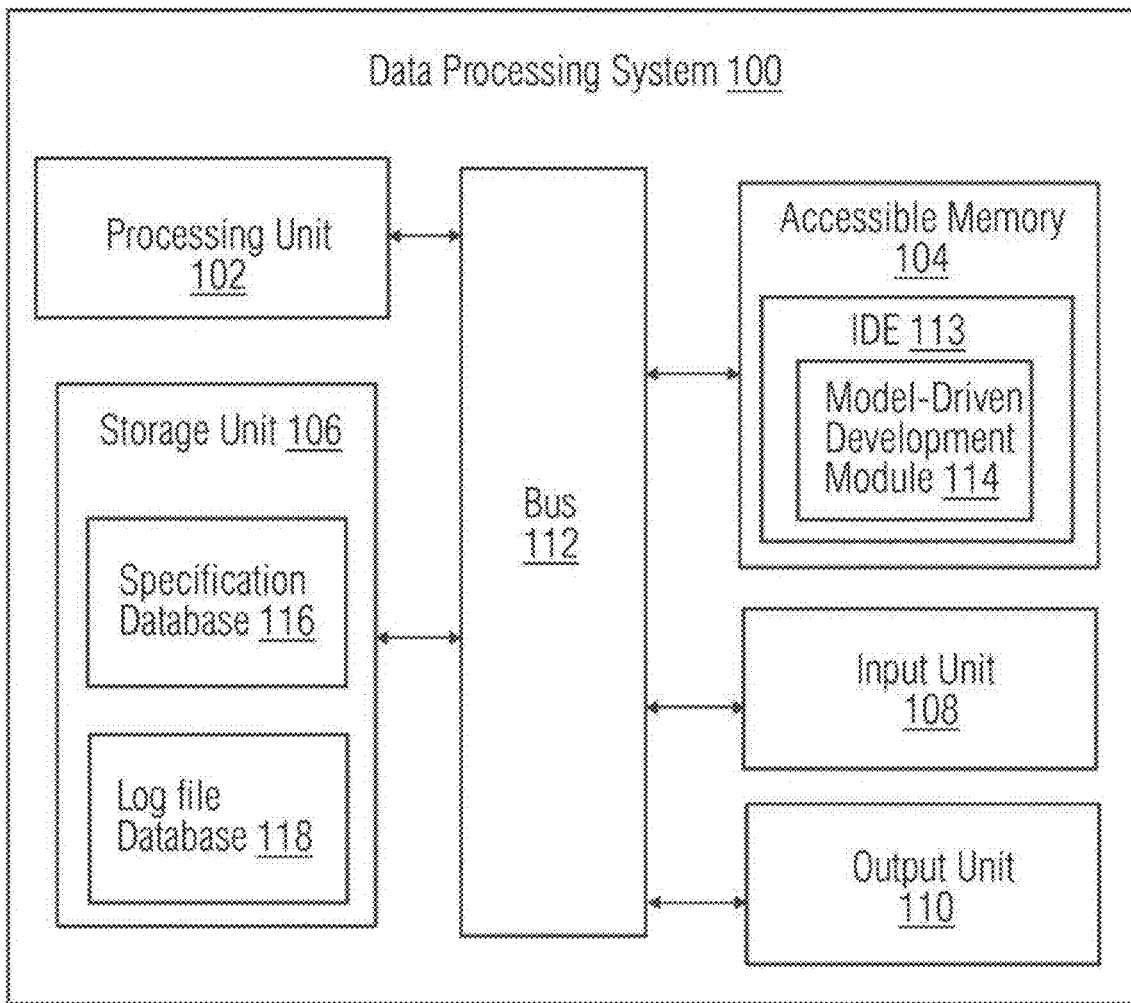 Data Processing System 100
Processing Unit
102
Storage Unit 106
Specification
Database 116
Log file
Database 118
Bus
112
Accessible Memory
104
IDE 113
Model-Driven
Development
Module 114
Input Unit
108
Output Unit
110